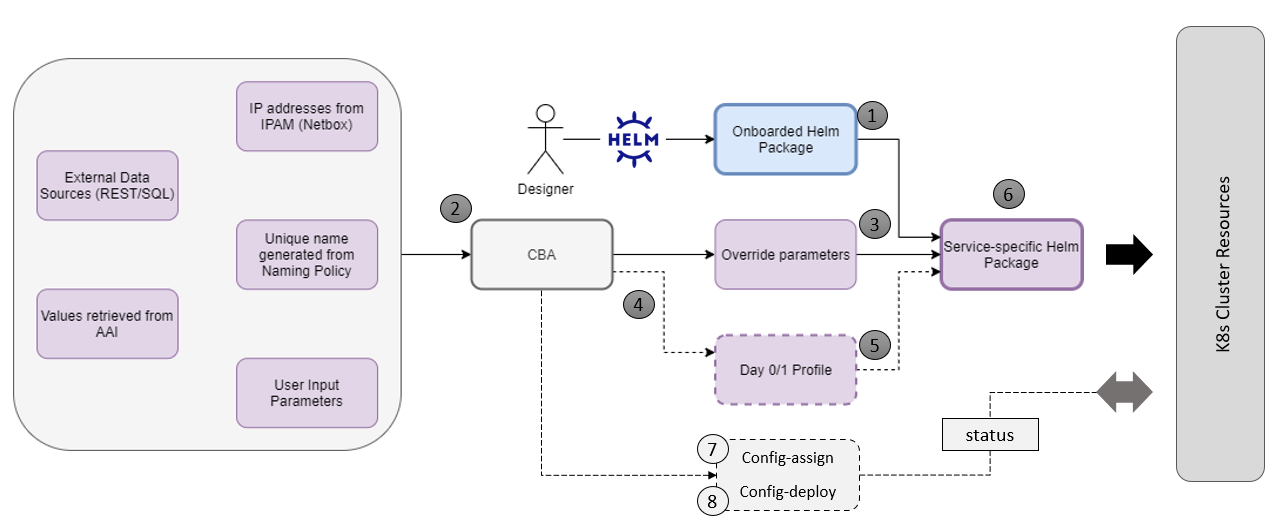 IP addresses from
IPAM (Netbox)
External Data
Sources (REST/SQL)
Unique name
generated from
Naming Policy
Values retrieved from
AAI
User Input
Parameters
Designer
HELM
1
Onboarded Helm
Package
2
CBA
3
Override parameters
4
5
Day 0/1 Profile
6
Service-specific Helm
Package
7
Config-assign
8
Config-deploy
status
K8s Cluster Resources